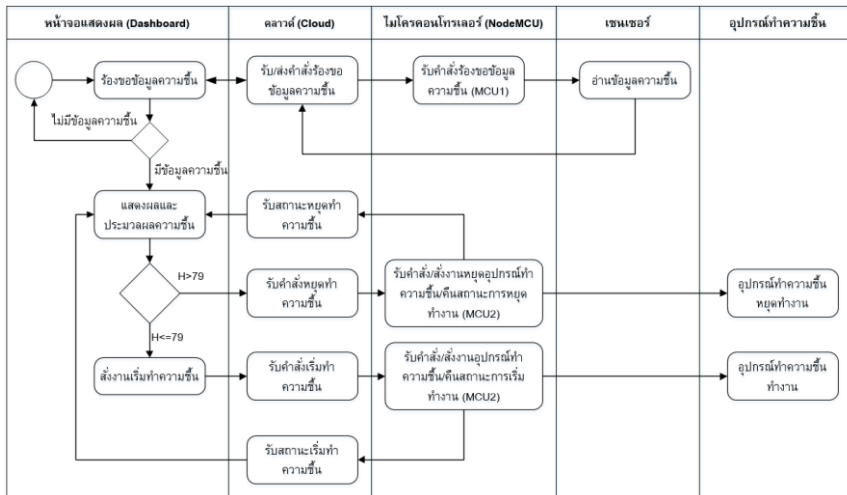 หน้าจอแสดงผล (Dashboard)
คลาวด์ (Cloud)
ไมโครคอนโทรเลอร์ (NodeMCU)
เซนเซอร์
อุปกรณ์ทำความชื้น
ร้องขอข้อมูลความชื้น
รับ/ส่งคำสั่งร้องขอ
ข้อมูลความชื้น
รับคำสั่งร้องขอข้อมูล
ความชื้น (MCU1)
อ่านข้อมูลความชื้น
ไม่มีข้อมูลความชื้น
มีข้อมูลความชื้น
แสดงผลและ
ประมวลผลความชื้น
รับสถานะหยุดทำ
ความชื้น
H>79
รับคำสั่งหยุดทำ
ความชื้น
รับคำสั่ง/สั่งงานหยุดอุปกรณ์ทำ
ความชื้น/คืนสถานะการหยุด
ทำงาน (MCU2)
อุปกรณ์ทำความชื้น
หยุดทำงาน
H<=79
สั่งงานเริ่มทำความชื้น
รับคำสั่งเริ่มทำ
ความชื้น
รับคำสั่ง/สั่งงานอุปกรณ์ทำ
ความชื้น/คืนสถานะการเริ่ม
ทำงาน (MCU2)
อุปกรณ์ทำความชื้น
ทำงาน
รับสถานะเริ่มทำ
ความชื้น